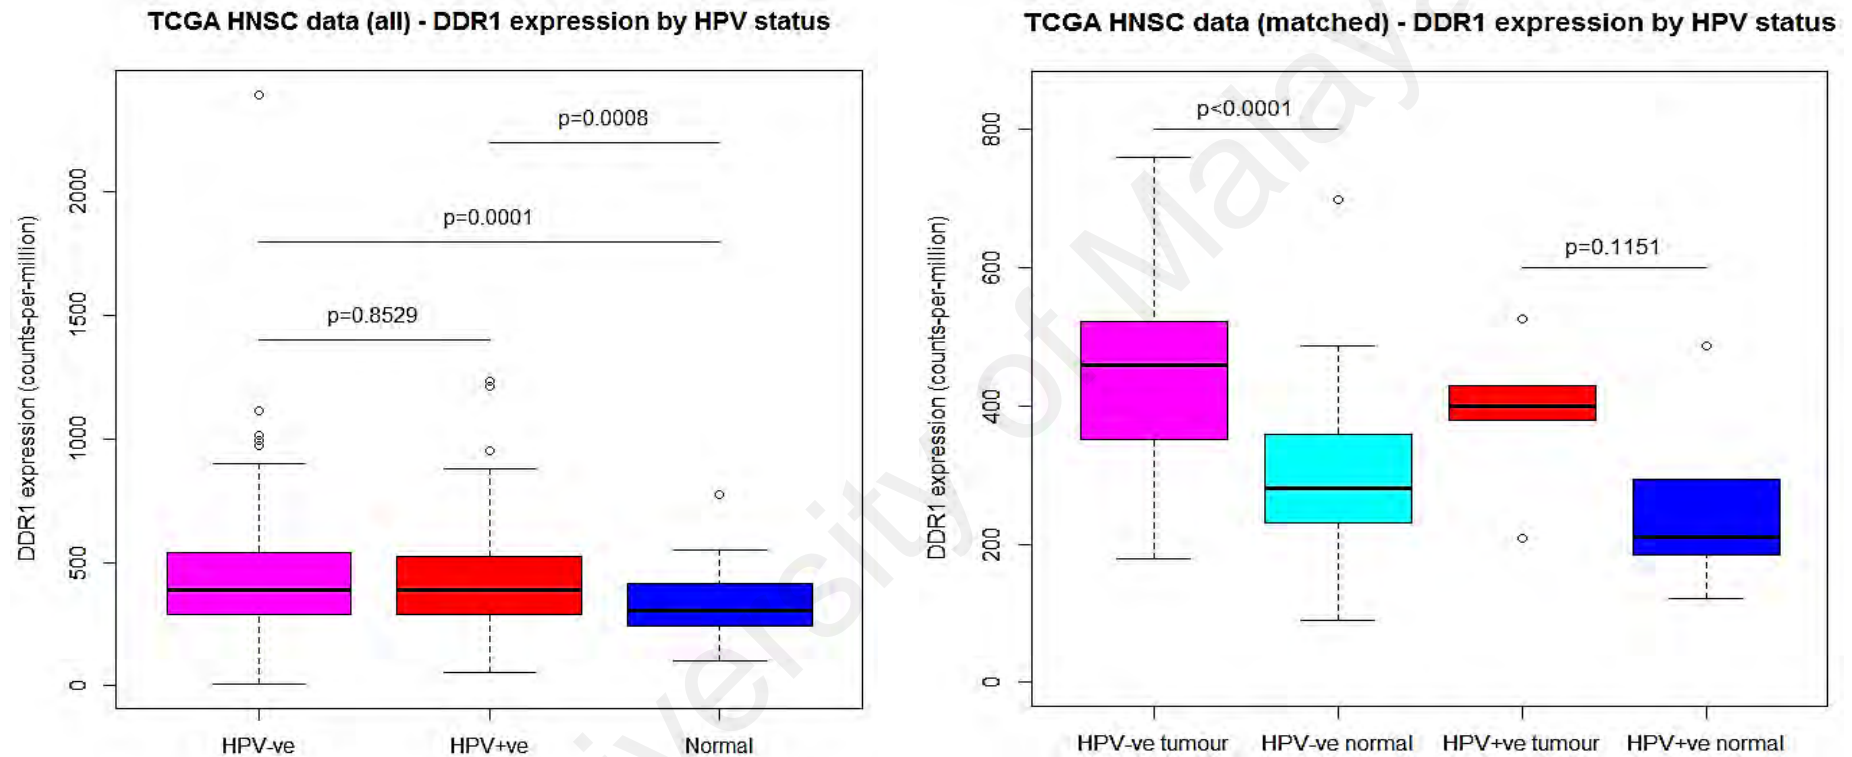 TCGA HNSC data (all) - DDR1 expression by HPV status
DDR1 expression (counts-per-million)
0
500
1000
1500
2000
p=0.0008
p=0.0001
p=0.8529
HPV-ve
HPV+ve
Normal
TCGA HNSC data (matched) - DDR1 expression by HPV status
DDR1 expression (counts-per-million)
0
200
400
600
800
p<0.0001
p=0.1151
HPV-ve tumour
HPV-ve normal
HPV+ve tumour
HPV+ve normal
versity of Malay